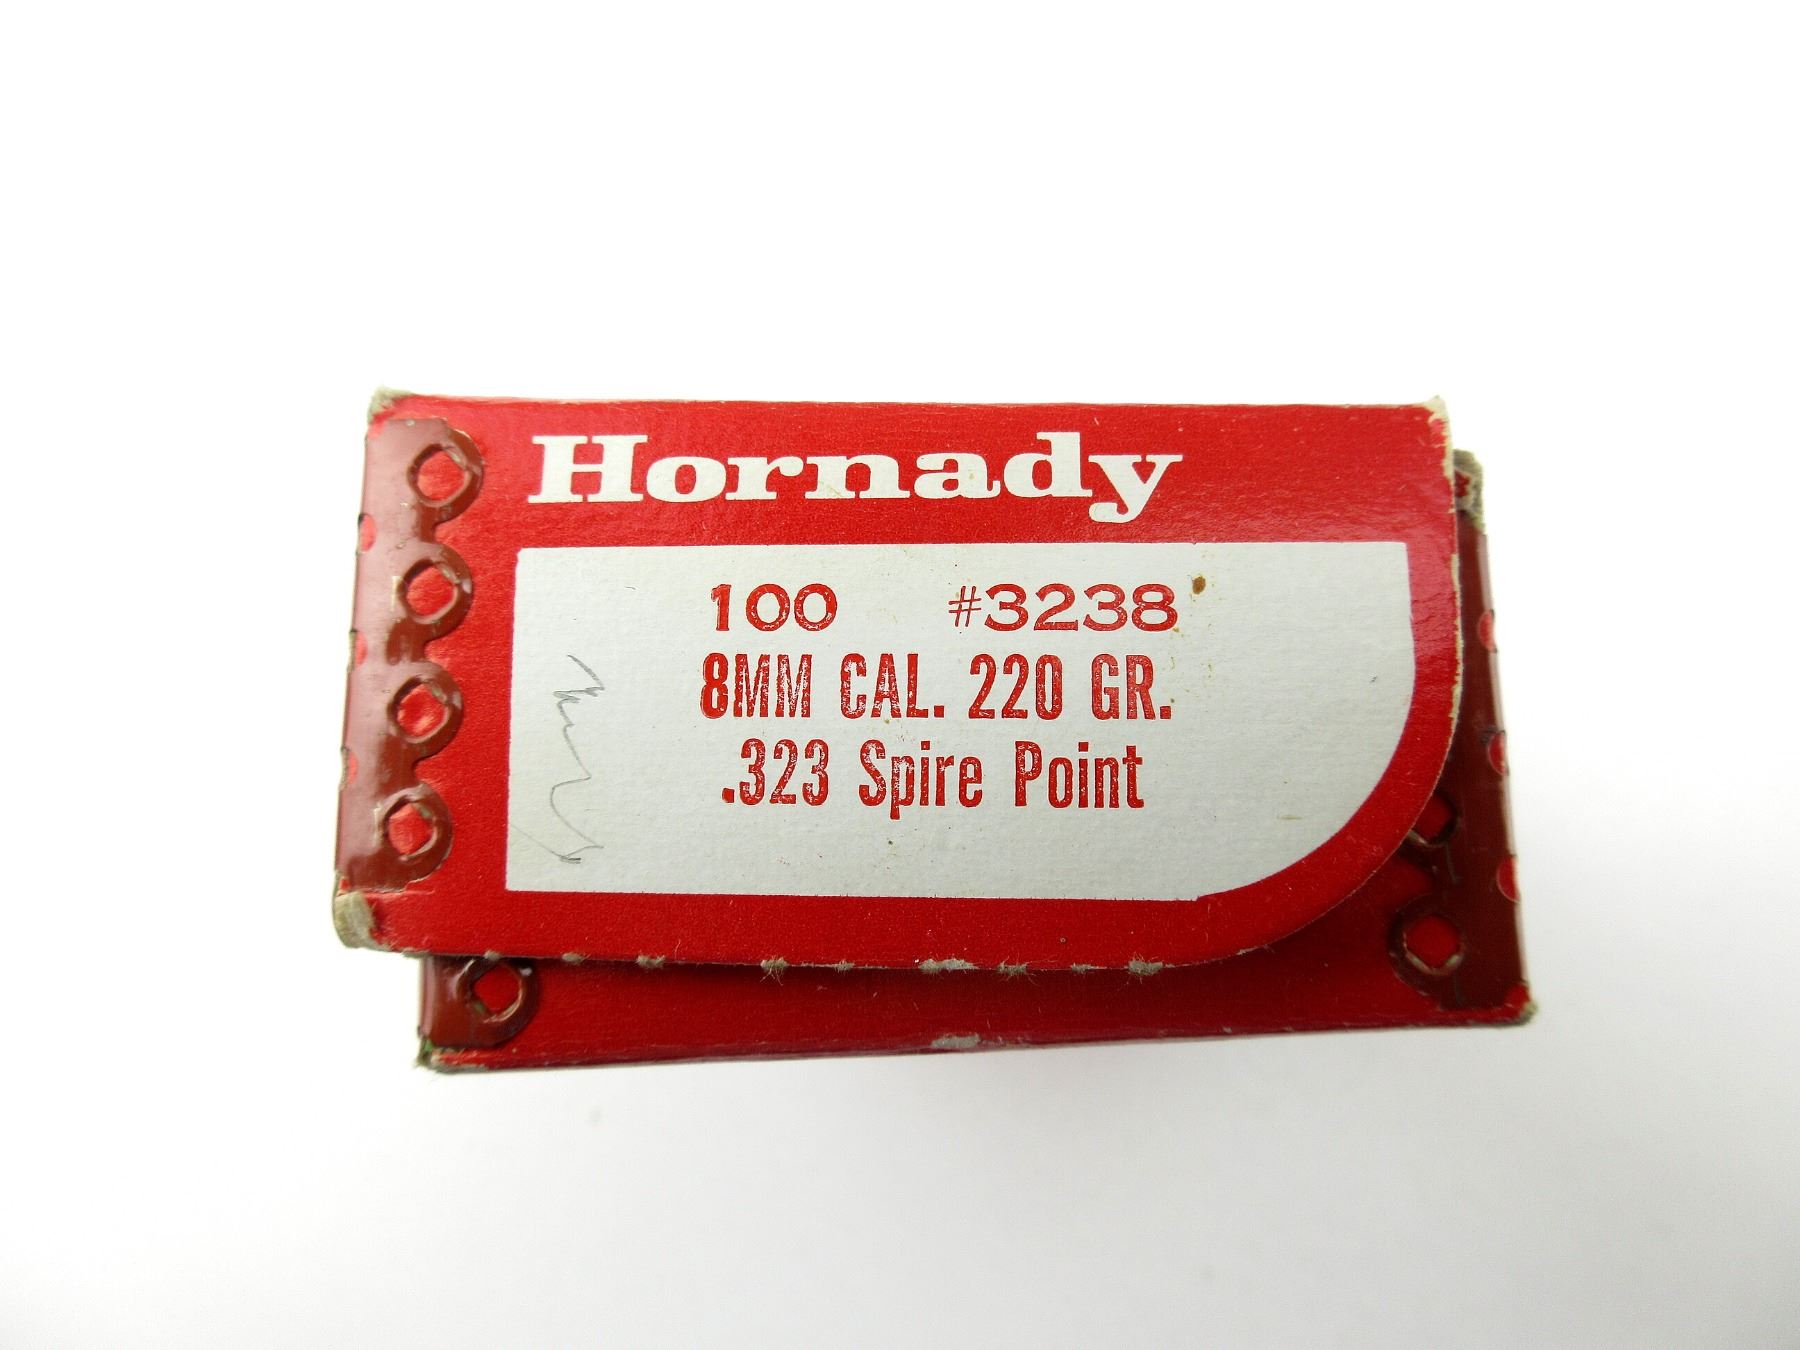 Hornady
100 #3238
8MM CAL. 220 GR.
.323 Spire Point